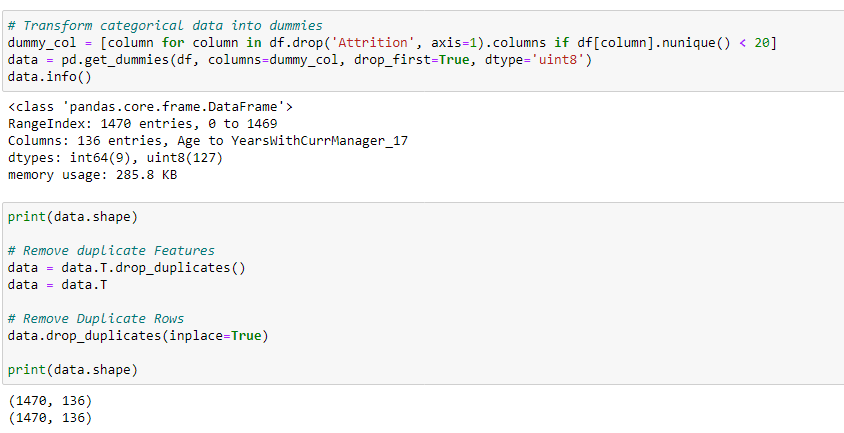 # Transform categorical data into dummies
dummy_col = [column for column in df.drop('Attrition', axis=1).columns if df[column].nunique() < 20]
data = pd.get_dummies(df, columns=dummy_col, drop_first=True, dtype='uint8')
data.info()
<class 'pandas.core.frame.DataFrame'>
RangeIndex: 1470 entries, 0 to 1469
Columns: 136 entries, Age to YearsWithCurrManager_17
dtypes: int64(9), uint8(127)
memory usage: 285.8 KB
print(data.shape)
# Remove duplicate Features
data = data.T.drop_duplicates()
data = data.T
# Remove Duplicate Rows
data.drop_duplicates(inplace=True)
print(data.shape)
(1470, 136)
(1470, 136)